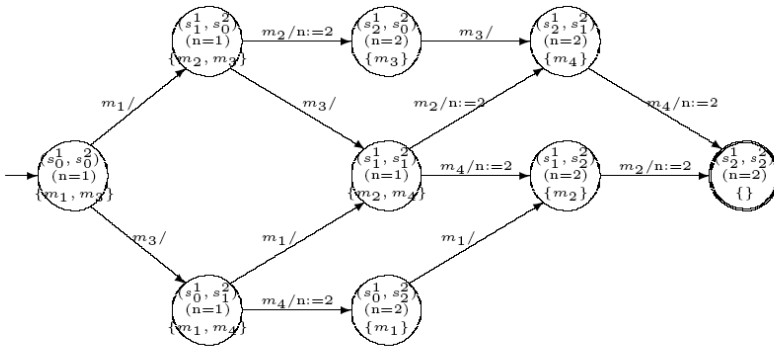 (s_1^1, s_0^2)
(n=1)
{m_2, m_3}
m_2/n:=2
(s_2^1, s_0^2)
(n=2)
{m_3}
m_3/
(s_2^1, s_1^2)
(n=2)
{m_4}
m_1/
m_3/
m_2/n:=2
m_4/n:=2
(s_0^1, s_0^2)
(n=1)
{m_1, m_3}
(s_1^1, s_1^2)
(n=1)
{m_2, m_4}
m_4/n:=2
(s_1^1, s_2^2)
(n=2)
{m_2}
m_2/n:=2
(s_2^1, s_2^2)
(n=2)
{}
m_3/
m_1/
m_1/
(s_0^1, s_1^2)
(n=1)
{m_1, m_4}
m_4/n:=2
(s_0^1, s_2^2)
(n=2)
{m_1}